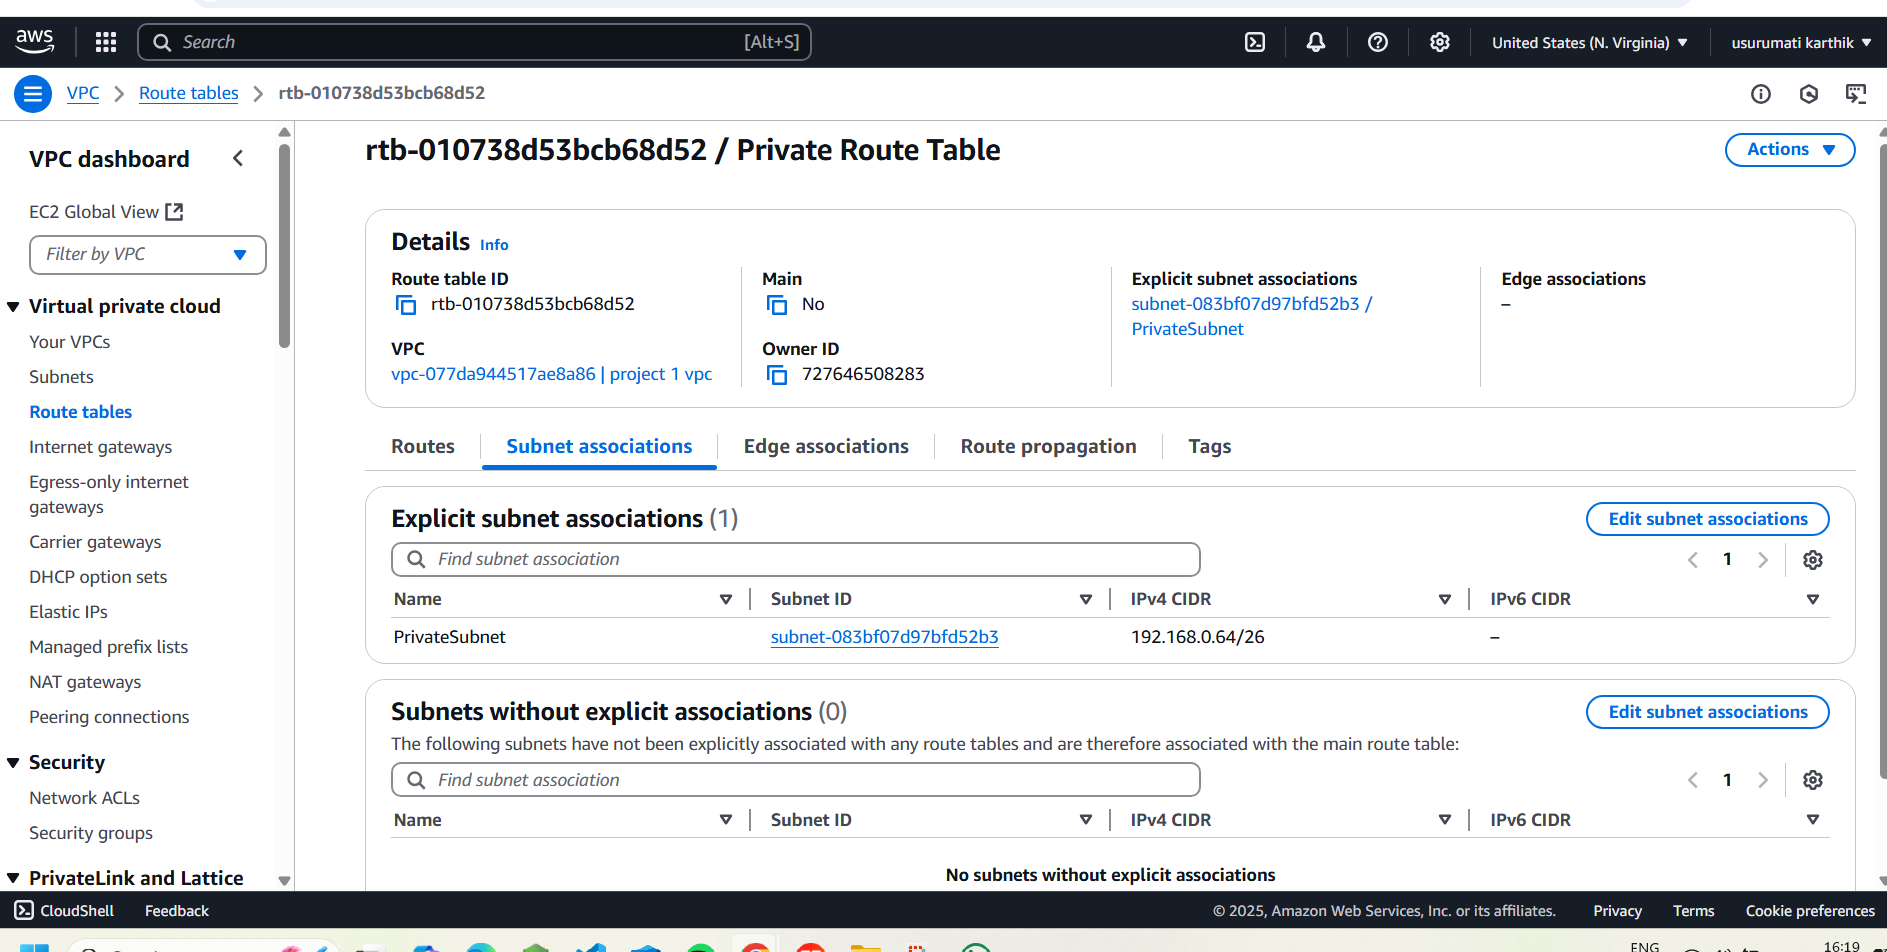 aws
Search [Alt+S]
United States (N. Virginia) usurumati karthik
VPC Route tables rtb-010738d53bcb68d52
VPC dashboard
EC2 Global View
Filter by VPC
Virtual private cloud
Your VPCs
Subnets
Route tables
Internet gateways
Egress-only internet
gateways
Carrier gateways
DHCP option sets
Elastic IPs
Managed prefix lists
NAT gateways
Peering connections
Security
Network ACLs
Security groups
PrivateLink and Lattice
rtb-010738d53bcb68d52 / Private Route Table
Actions
Details Info
Route table ID
rtb-010738d53bcb68d52
Main
No
Explicit subnet associations
subnet-083bf07d97bfd52b3 /
PrivateSubnet
Edge associations
–
VPC
vpc-077da944517ae8a86 | project 1 vpc
Owner ID
727646508283
Routes Subnet associations Edge associations Route propagation Tags
Explicit subnet associations (1)
Edit subnet associations
Find subnet association
1
Name Subnet ID IPv4 CIDR IPv6 CIDR
PrivateSubnet subnet-083bf07d97bfd52b3 192.168.0.64/26 –
Subnets without explicit associations (0)
Edit subnet associations
The following subnets have not been explicitly associated with any route tables and are therefore associated with the main route table:
Find subnet association
1
Name Subnet ID IPv4 CIDR IPv6 CIDR
No subnets without explicit associations
CloudShell Feedback © 2025, Amazon Web Services, Inc. or its affiliates. Privacy Terms Cookie preferences
ENG 16:19